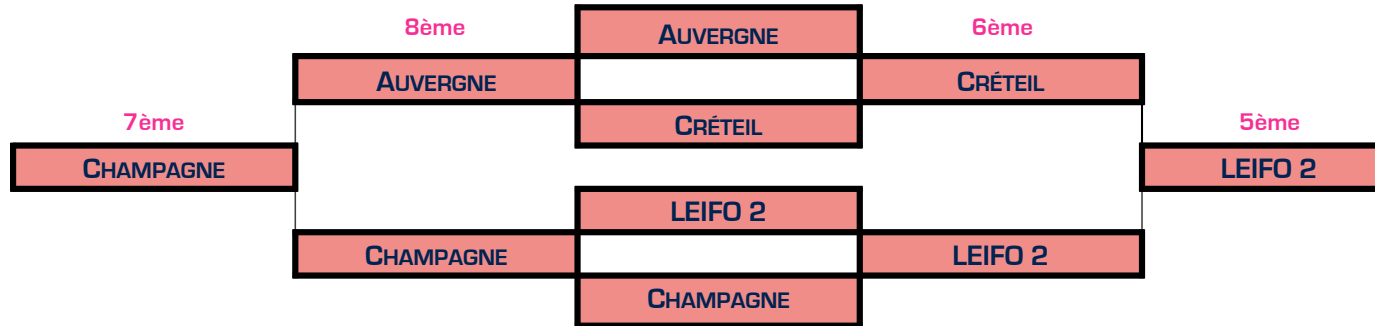 8ème
AUVERGNE
6ème
AUVERGNE
CRÉTEIL
7ème
CRÉTEIL
5ème
CHAMPAGNE
LEIFO 2
LEIFO 2
CHAMPAGNE
LEIFO 2
CHAMPAGNE